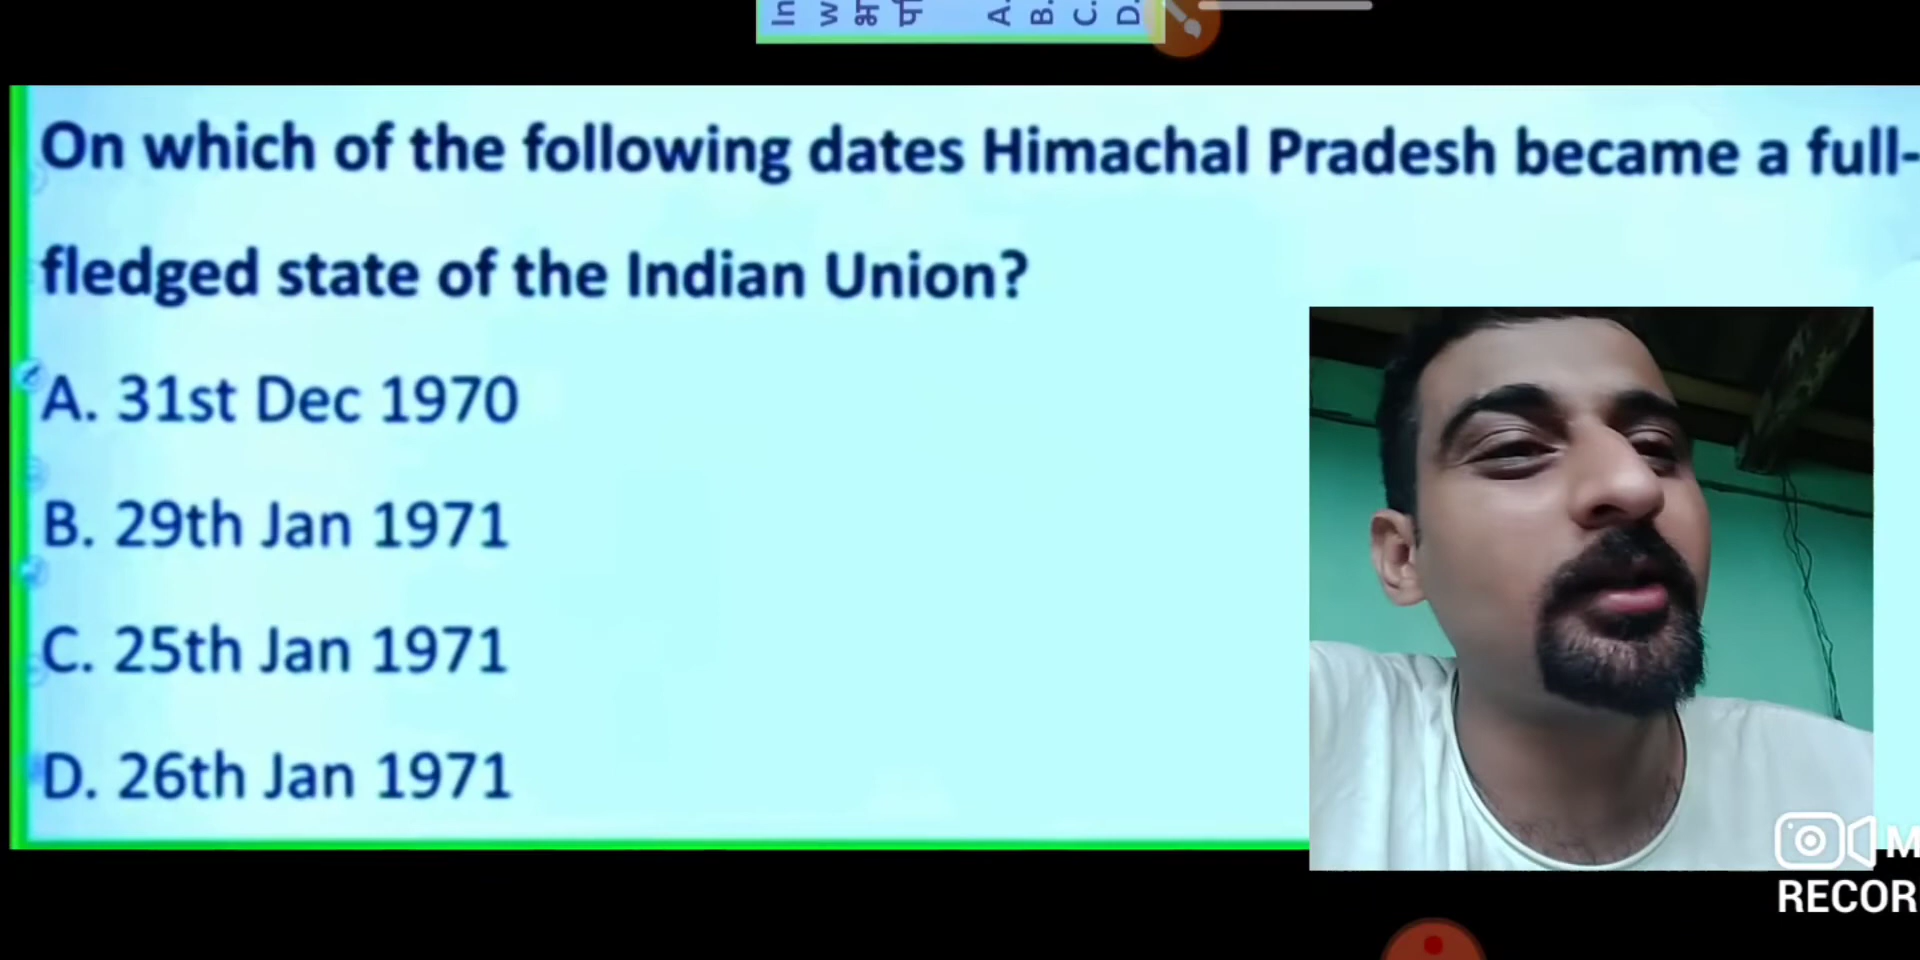 In
w
भा
पी
A.
B.
C.
D.
On which of the following dates Himachal Pradesh became a full-
fledged state of the Indian Union?
A. 31st Dec 1970
B. 29th Jan 1971
C. 25th Jan 1971
D. 26th Jan 1971
M
RECOR